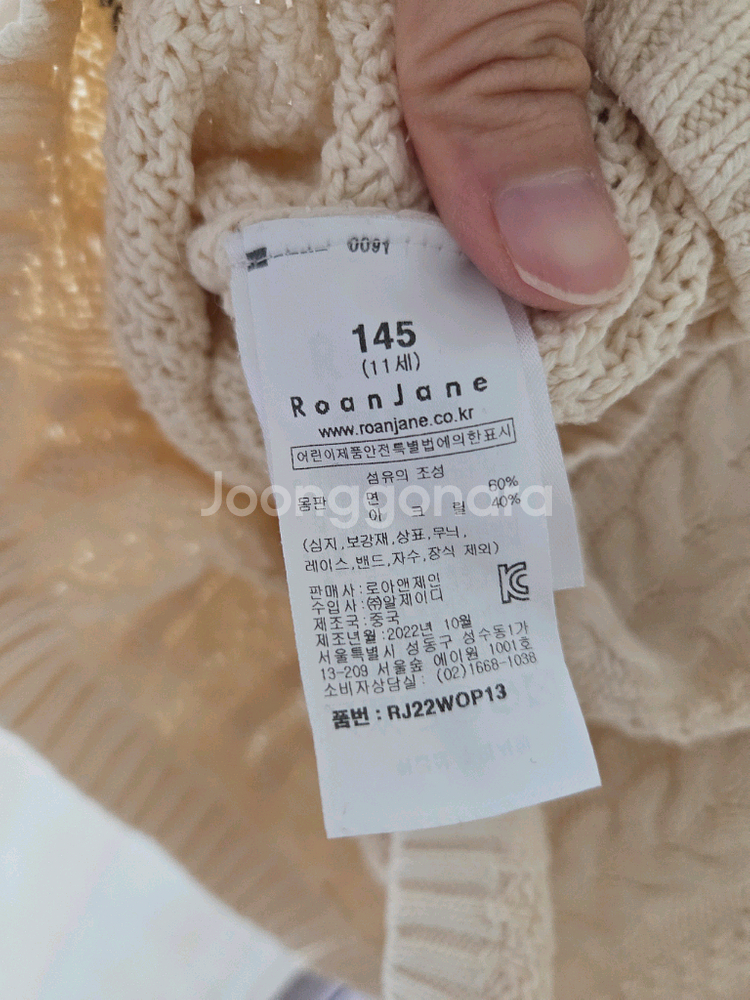 0091
145
(11세)
RoanJane
www.roanjane.co.kr
어린이제품안전특별법에의한표시
섬유의 조성
몸판 면 60%
아 크 릴 40%
(심지,보강재,상표,무늬,
레이스,밴드,자수,장식 제외)
판매사:로아앤제인
수입사:㈜알제이디
제조국:중국
제조년월:2022년 10월
서울특별시 성동구 성수동1가
13-209 서울숲 에이원 1001호
소비자상담실: (02)1668-1038
품번:RJ22WOP13
Joonggonara